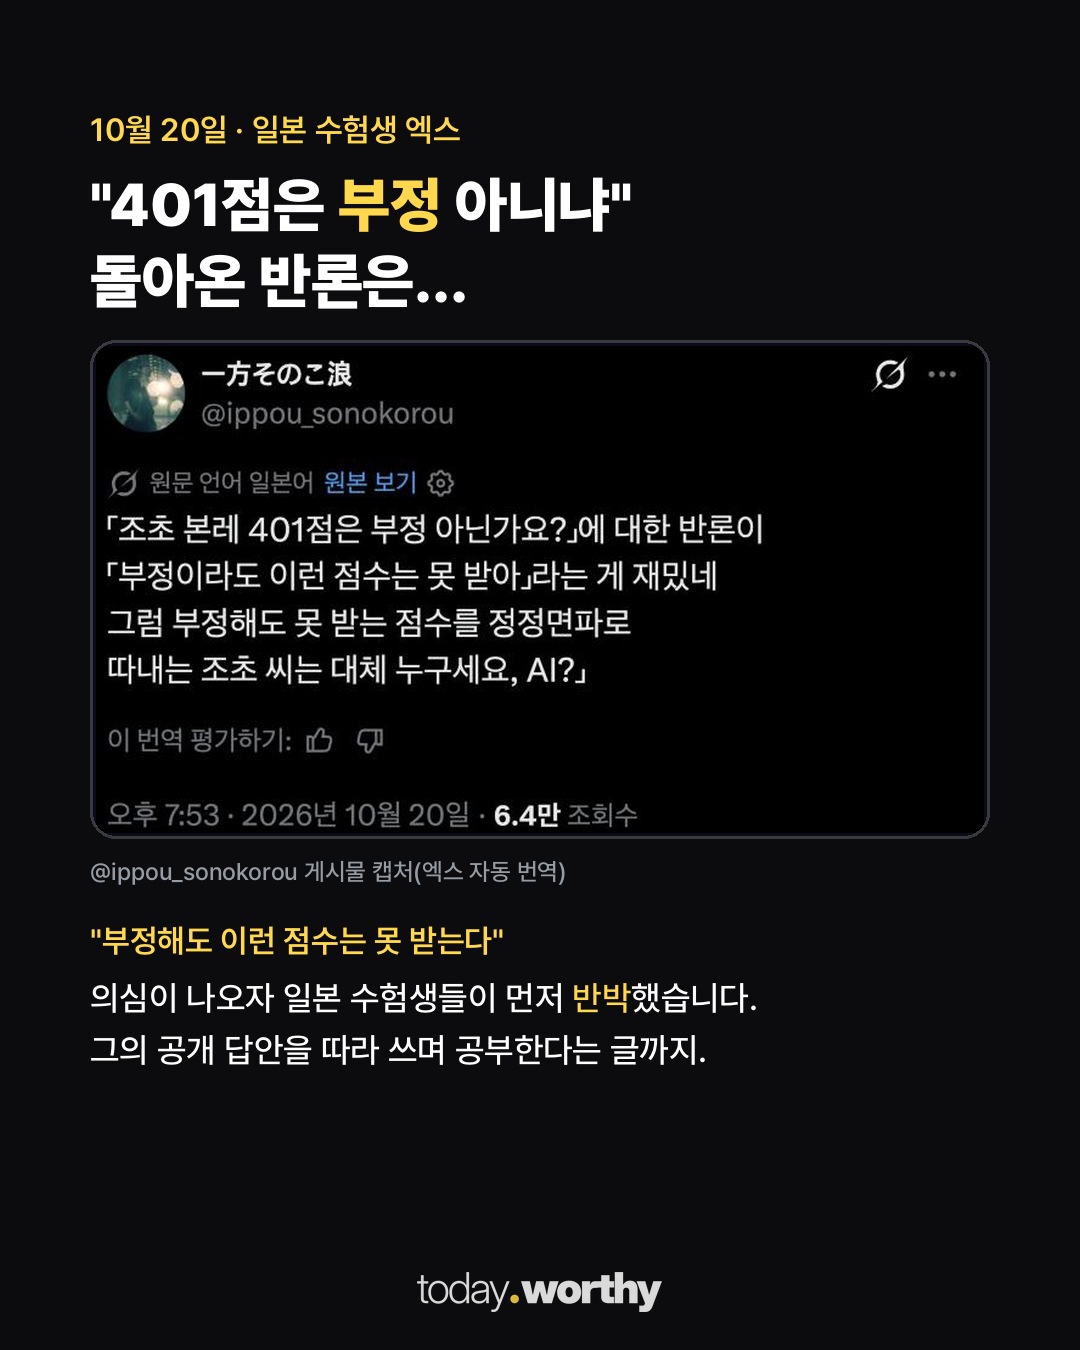 10월 20일 · 일본 수험생 엑스
"401점은 부정 아니냐"
돌아온 반론은...
一方そのこ浪
@ippou_sonokorou
원문 언어 일본어 원본 보기
「조초 본레 401점은 부정 아닌가요?」에 대한 반론이
「부정이라도 이런 점수는 못 받아」라는 게 재밌네
그럼 부정해도 못 받는 점수를 정정면파로
따내는 조초 씨는 대체 누구세요, AI?」
이 번역 평가하기:
오후 7:53 · 2026년 10월 20일 · 6.4만 조회수
@ippou_sonokorou 게시물 캡처(엑스 자동 번역)
"부정해도 이런 점수는 못 받는다"
의심이 나오자 일본 수험생들이 먼저 반박했습니다.
그의 공개 답안을 따라 쓰며 공부한다는 글까지.
today.worthy